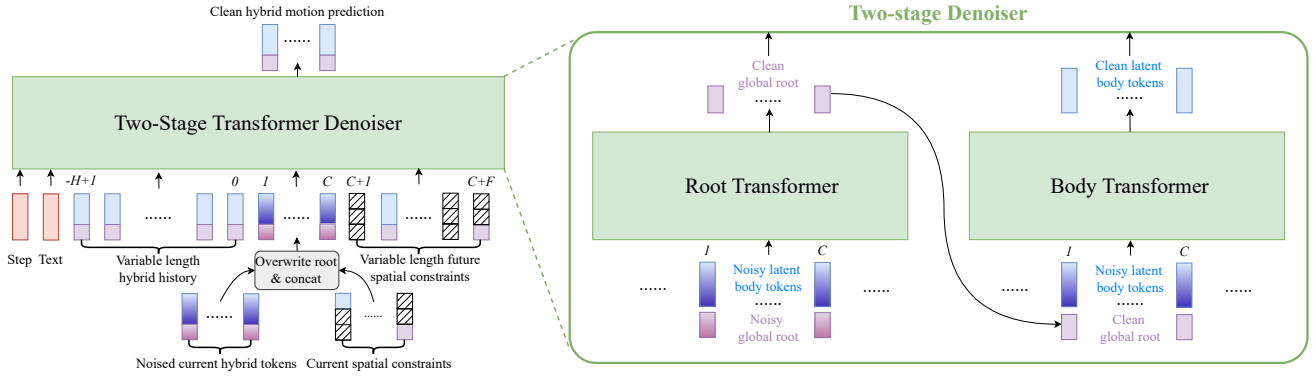 Clean hybrid motion prediction
......
Two-Stage Transformer Denoiser
-H+1
0
1
C
C+1
C+F
......
......
......
Step
Text
Variable length
hybrid history
Overwrite root
& concat
Variable length future
spatial constraints
......
......
Noised current hybrid tokens
Current spatial constraints
Two-stage Denoiser
Clean
global root
......
Clean latent
body tokens
......
Root Transformer
Body Transformer
1
C
Noisy latent
body tokens
......
......
......
Noisy
global root
1
C
Noisy latent
body tokens
......
......
......
Clean
global root